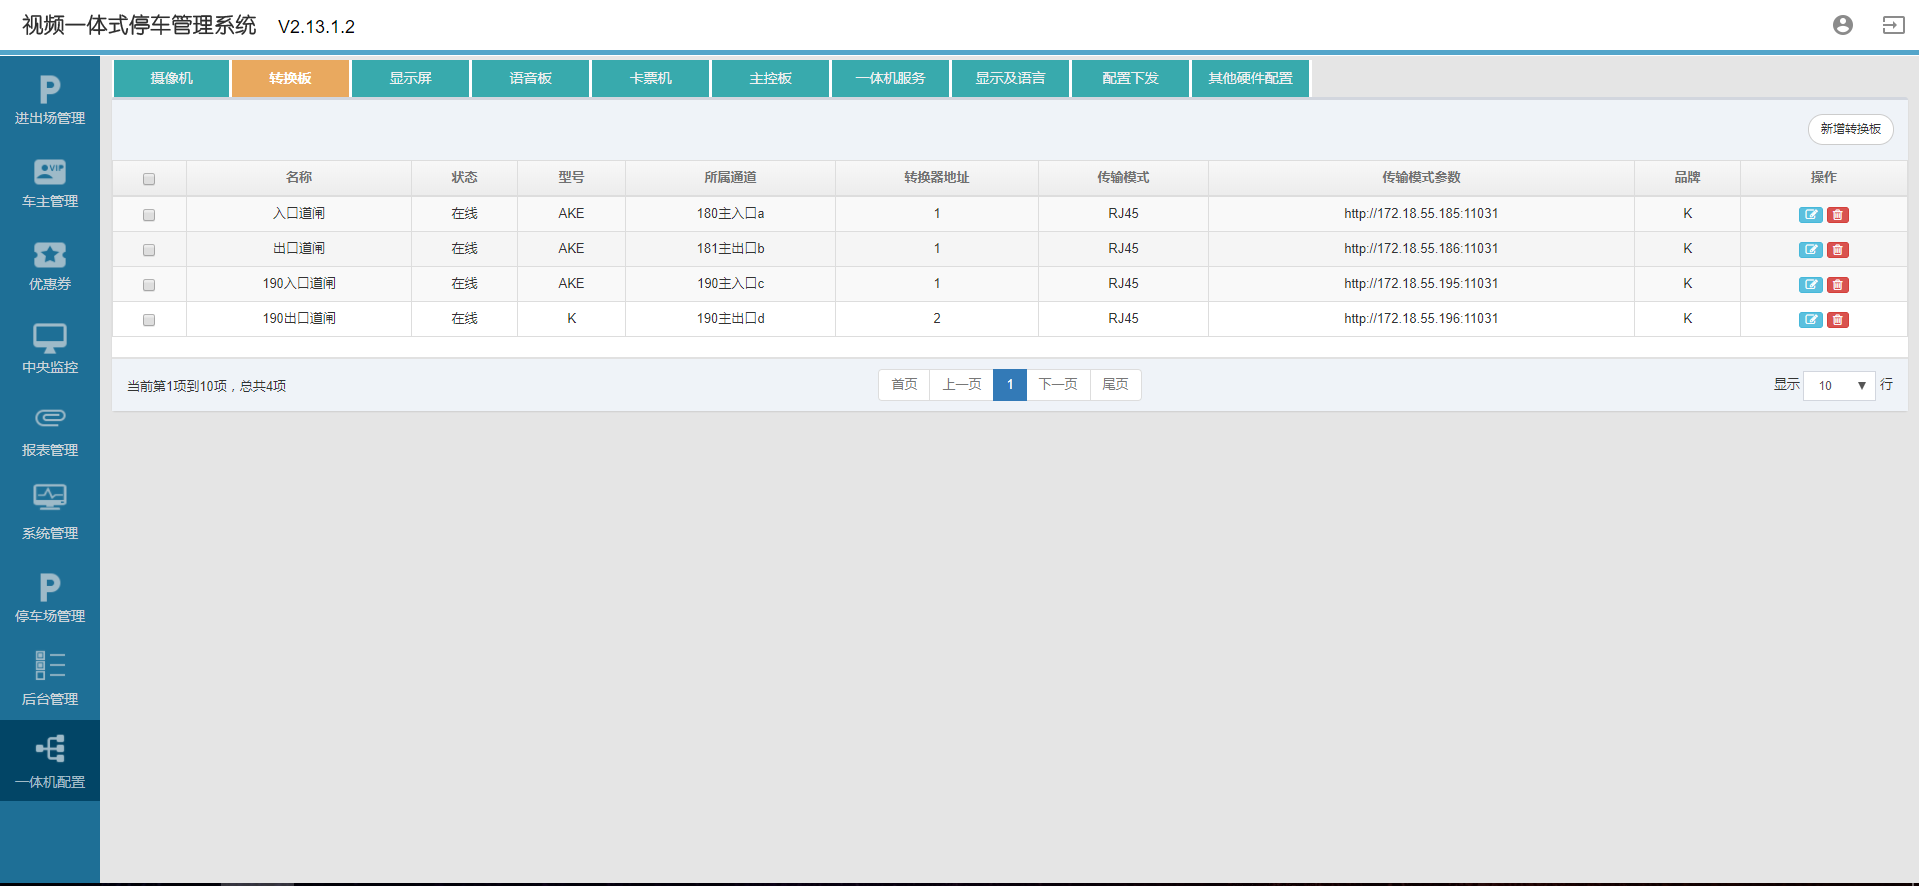 视频一体式停车管理系统 V2.13.1.2
摄像机 转换板 显示屏 语音板 卡票机 主控板 一体机服务 显示及语言 配置下发 其他硬件配置
进出场管理
VIP
车主管理
优惠券
中央监控
报表管理
系统管理
停车场管理
后台管理
一体机配置
新增转换板
名称 状态 型号 所属通道 转换器地址 传输模式 传输模式参数 品牌 操作
入口道闸 在线 AKE 180主入口a 1 RJ45 http://172.18.55.185:11031 K
出口道闸 在线 AKE 181主出口b 1 RJ45 http://172.18.55.186:11031 K
190入口道闸 在线 AKE 190主入口c 1 RJ45 http://172.18.55.195:11031 K
190出口道闸 在线 K 190主出口d 2 RJ45 http://172.18.55.196:11031 K
当前第1项到10项，总共4项 首页 上一页 1 下一页 尾页 显示 10 行